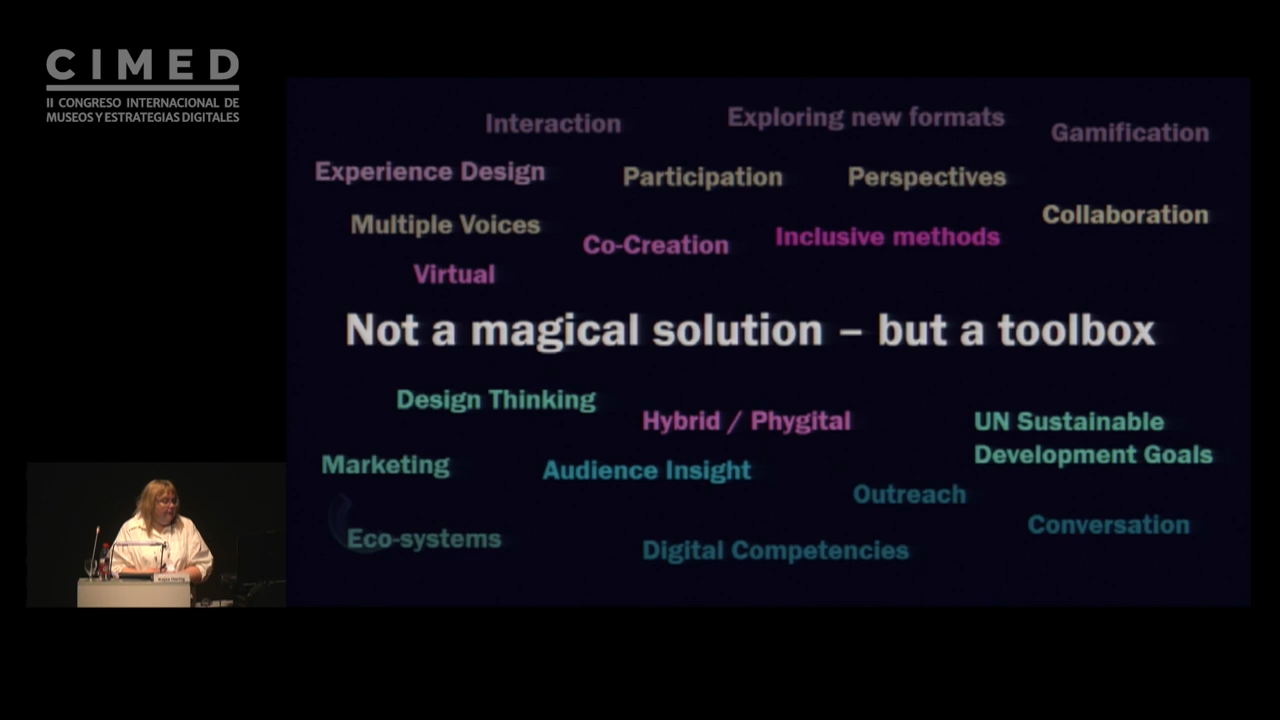 CIMED
II CONGRESO INTERNACIONAL DE
MUSEOS Y ESTRATEGIAS DIGITALES
Interaction
Exploring new formats
Gamification
Experience Design
Participation
Perspectives
Multiple Voices
Co-Creation
Inclusive methods
Collaboration
Virtual
Not a magical solution – but a toolbox
Design Thinking
Hybrid / Phygital
UN Sustainable
Development Goals
Marketing
Audience Insight
Outreach
Eco-systems
Digital Competencies
Conversation